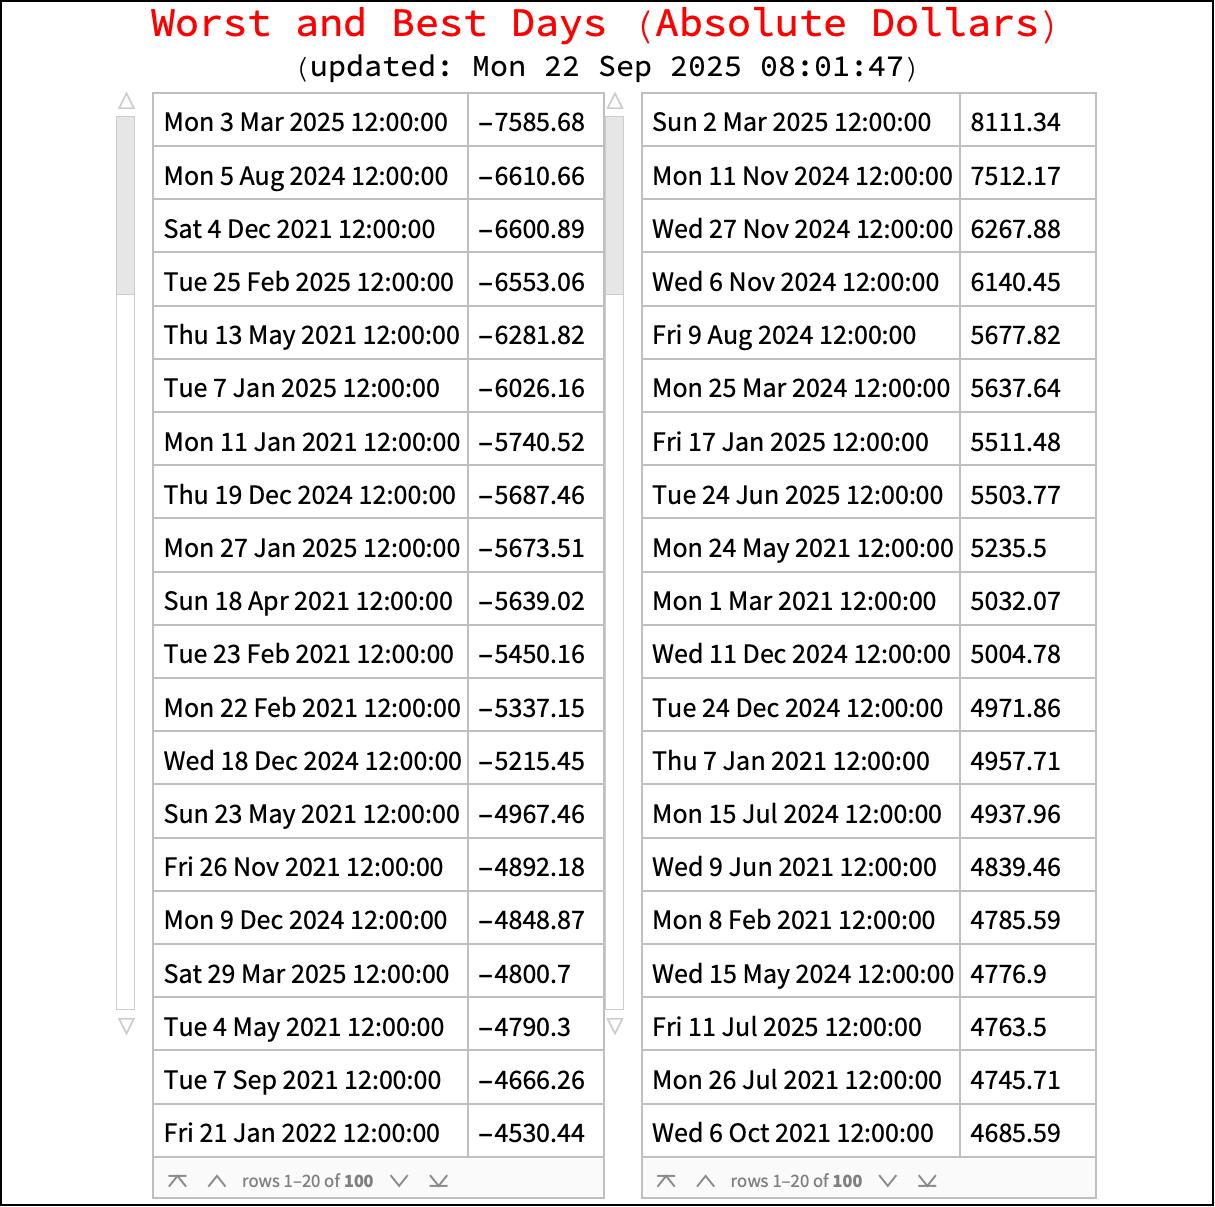 Worst and Best Days (Absolute Dollars)
(updated: Mon 22 Sep 2025 08:01:47)
Mon 3 Mar 2025 12:00:00 −7585.68 Sun 2 Mar 2025 12:00:00 8111.34
Mon 5 Aug 2024 12:00:00 −6610.66 Mon 11 Nov 2024 12:00:00 7512.17
Sat 4 Dec 2021 12:00:00 −6600.89 Wed 27 Nov 2024 12:00:00 6267.88
Tue 25 Feb 2025 12:00:00 −6553.06 Wed 6 Nov 2024 12:00:00 6140.45
Thu 13 May 2021 12:00:00 −6281.82 Fri 9 Aug 2024 12:00:00 5677.82
Tue 7 Jan 2025 12:00:00 −6026.16 Mon 25 Mar 2024 12:00:00 5637.64
Mon 11 Jan 2021 12:00:00 −5740.52 Fri 17 Jan 2025 12:00:00 5511.48
Thu 19 Dec 2024 12:00:00 −5687.46 Tue 24 Jun 2025 12:00:00 5503.77
Mon 27 Jan 2025 12:00:00 −5673.51 Mon 24 May 2021 12:00:00 5235.5
Sun 18 Apr 2021 12:00:00 −5639.02 Mon 1 Mar 2021 12:00:00 5032.07
Tue 23 Feb 2021 12:00:00 −5450.16 Wed 11 Dec 2024 12:00:00 5004.78
Mon 22 Feb 2021 12:00:00 −5337.15 Tue 24 Dec 2024 12:00:00 4971.86
Wed 18 Dec 2024 12:00:00 −5215.45 Thu 7 Jan 2021 12:00:00 4957.71
Sun 23 May 2021 12:00:00 −4967.46 Mon 15 Jul 2024 12:00:00 4937.96
Fri 26 Nov 2021 12:00:00 −4892.18 Wed 9 Jun 2021 12:00:00 4839.46
Mon 9 Dec 2024 12:00:00 −4848.87 Mon 8 Feb 2021 12:00:00 4785.59
Sat 29 Mar 2025 12:00:00 −4800.7 Wed 15 May 2024 12:00:00 4776.9
Tue 4 May 2021 12:00:00 −4790.3 Fri 11 Jul 2025 12:00:00 4763.5
Tue 7 Sep 2021 12:00:00 −4666.26 Mon 26 Jul 2021 12:00:00 4745.71
Fri 21 Jan 2022 12:00:00 −4530.44 Wed 6 Oct 2021 12:00:00 4685.59
rows 1–20 of 100 rows 1–20 of 100